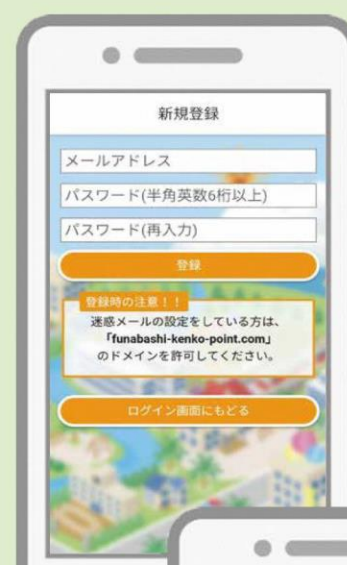 新規登録
メールアドレス
パスワード(半角英数6桁以上)
パスワード(再入力)
登録
登録時の注意！！
迷惑メールの設定をしている方は、
「funabashi-kenko-point.com」
のドメインを許可してください。
ログイン画面にもどる